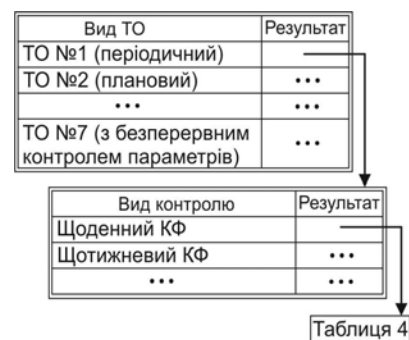 Вид ТО Результат
ТО №1 (періодичний)
ТО №2 (плановий) •••
••• •••
ТО №7 (з безперервним
контролем параметрів) •••
Вид контролю Результат
Щоденний КФ
Щотижневий КФ •••
••• •••
Таблиця 4